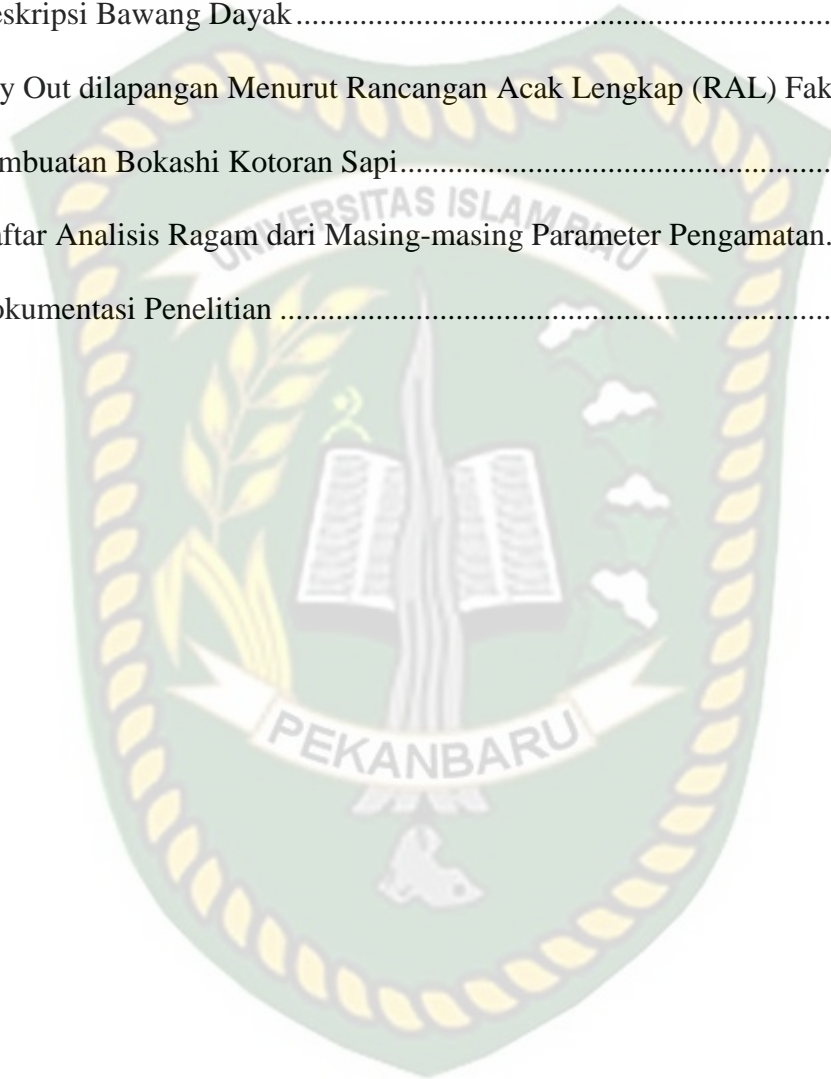 eskripsi Bawang Dayak........................................................................
y Out dilapangan Menurut Rancangan Acak Lengkap (RAL) Fak
mbuatan Bokashi Kotoran Sapi.........................................................
UNIVERSITAS ISLAM RIAU
aftar Analisis Ragam dari Masing-masing Parameter Pengamatan.
okumentasi Penelitian ........................................................................
PEKANBARU